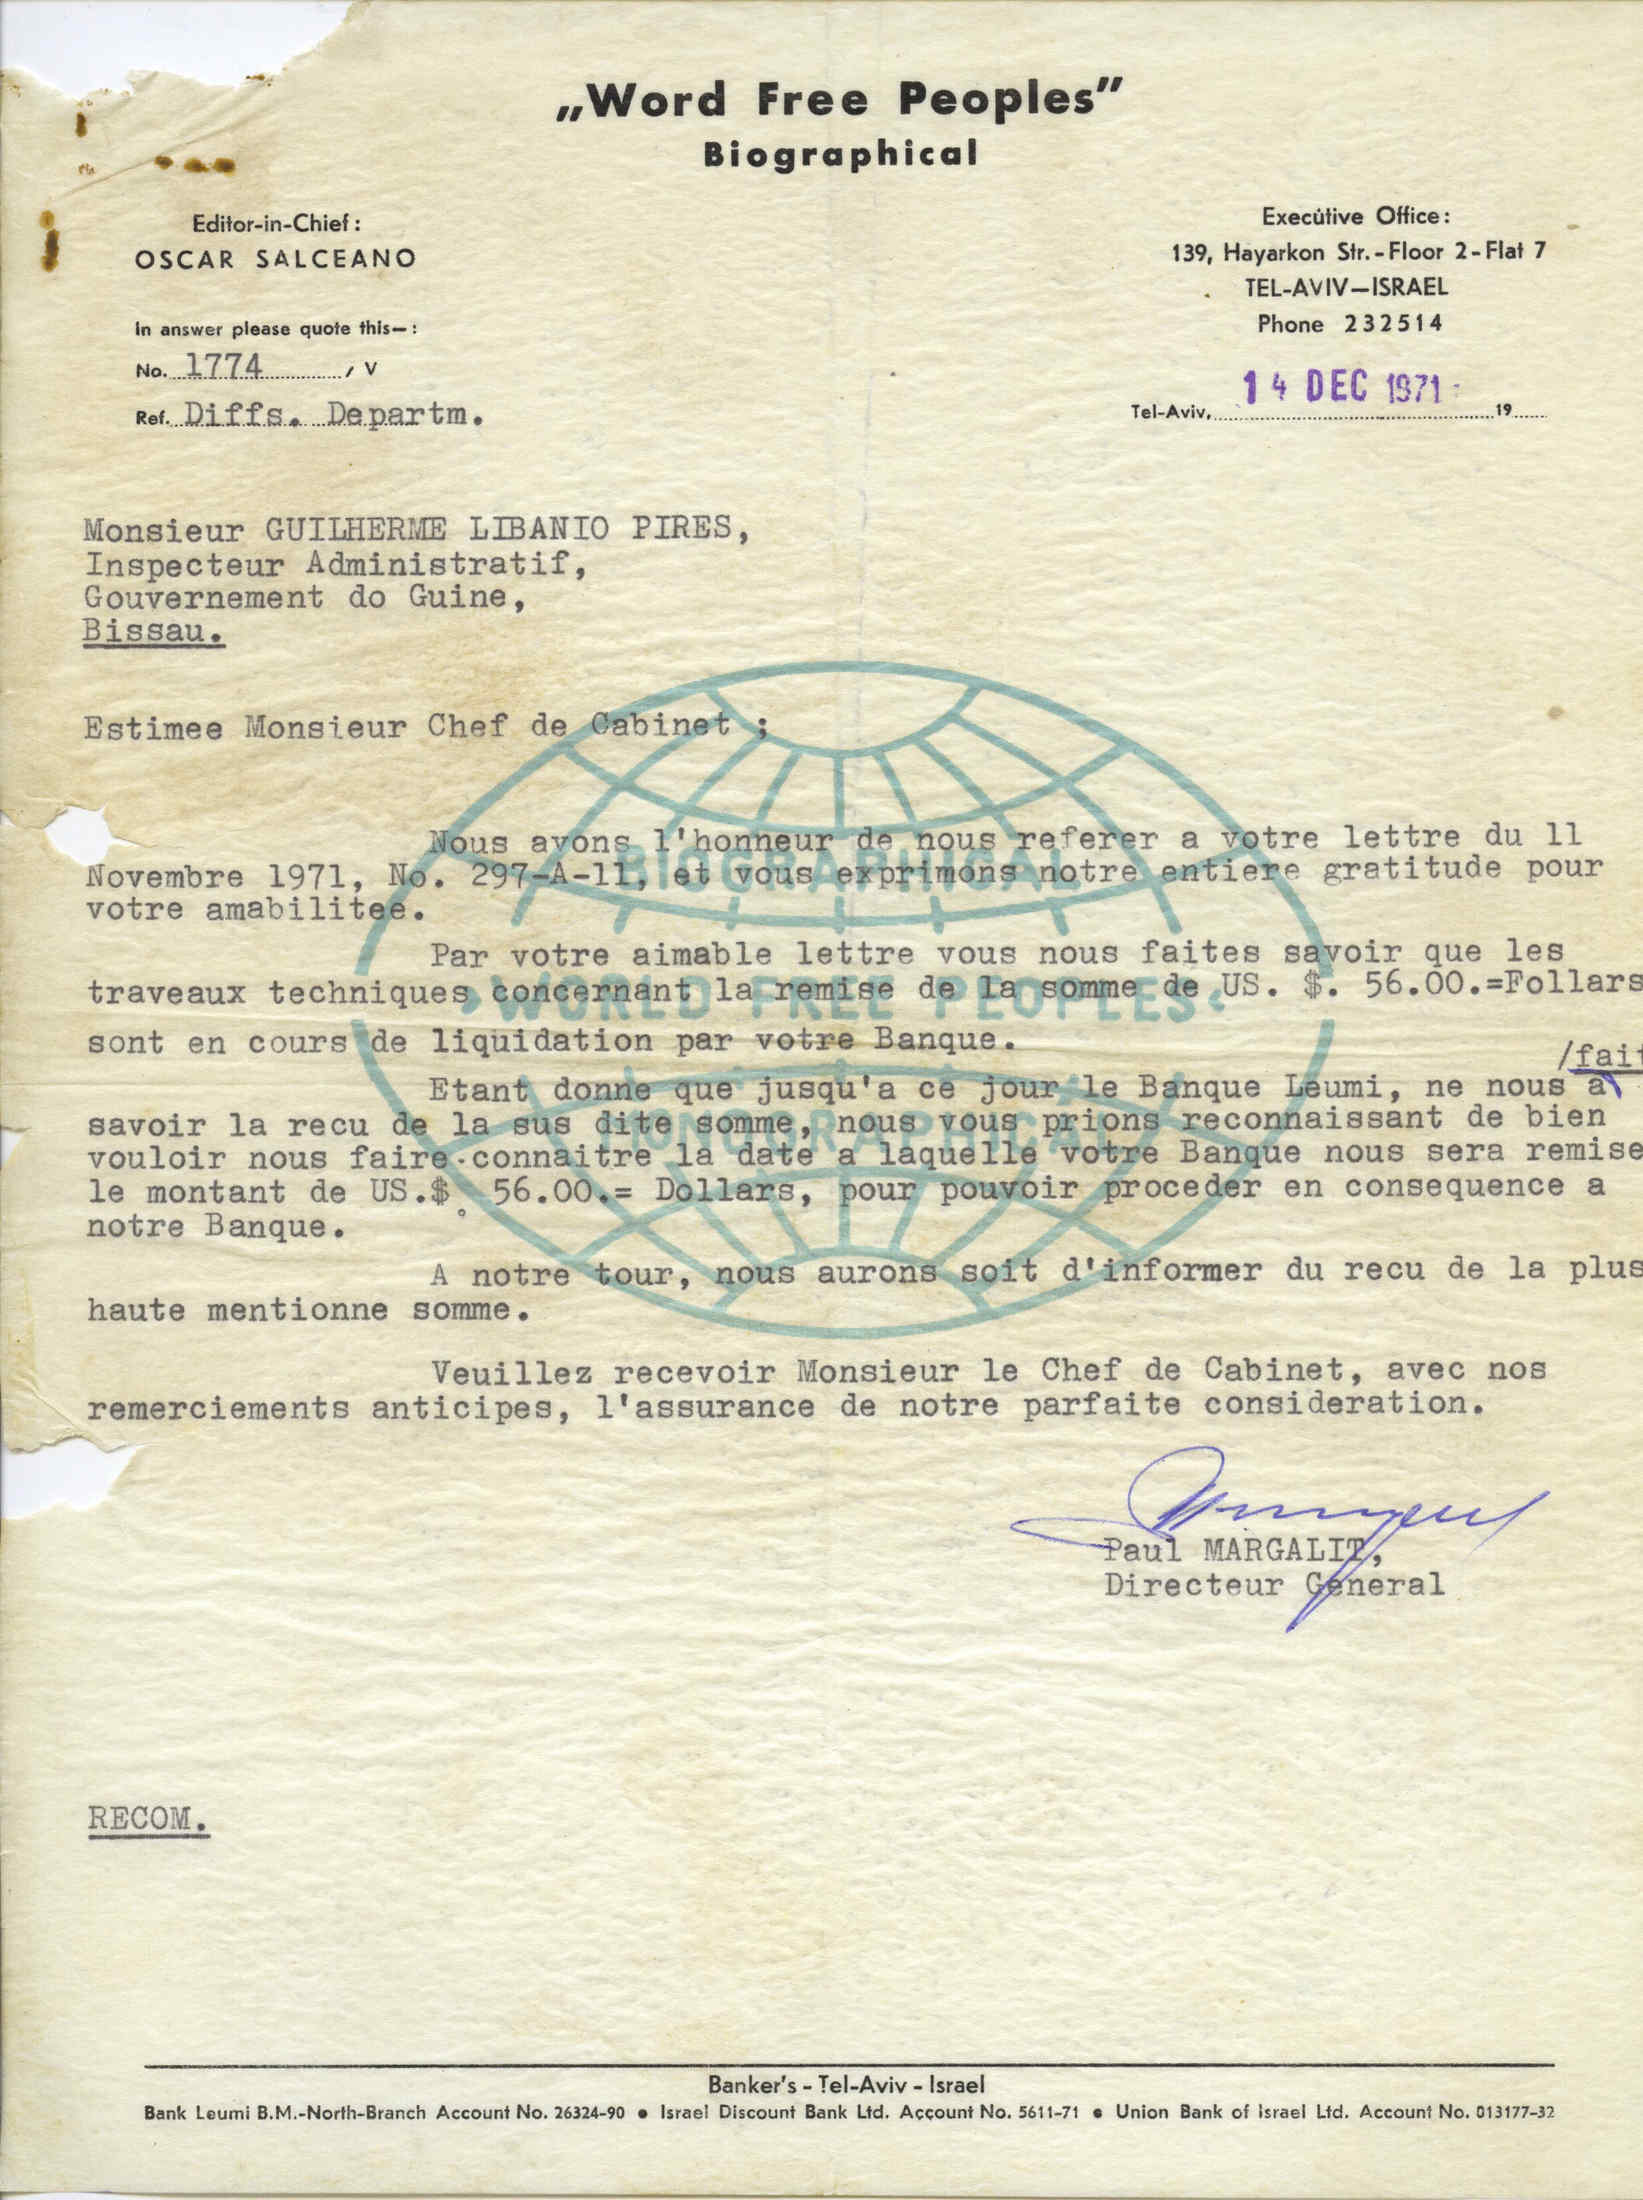 „Word Free Peoples”
Biographical
Editor-in-Chief:
OSCAR SALCEANO
In answer please quote this—:
No. 1774 / V
Ref. Diffs. Departm.
Executive Office:
139, Hayarkon Str.-Floor 2-Flat 7
TEL-AVIV—ISRAEL
Phone 232514
Tel-Aviv, 14 DEC 1971 19
Monsieur GUILHERME LIBANIO PIRES,
Inspecteur Administratif,
Gouvernement do Guine,
Bissau.
Estimee Monsieur Chef de Cabinet ;
Nous avons l'honneur de nous referer a votre lettre du 11
Novembre 1971, No. 297-A-11, et vous exprimons notre entiere gratitude pour
votre amabilitee.
Par votre aimable lettre vous nous faites savoir que les
traveaux techniques concernant la remise de la somme de US. $. 56.00.=Follars
sont en cours de liquidation par votre Banque.
/fait
Etant donne que jusqu'a ce jour le Banque Leumi, ne nous a
savoir la recu de la sus dite somme, nous vous prions reconnaissant de bien
vouloir nous faire connaitre la date a laquelle votre Banque nous sera remise
le montant de US.$ 56.00.= Dollars, pour pouvoir proceder en consequence a
notre Banque.
A notre tour, nous aurons soit d'informer du recu de la plus
haute mentionne somme.
Veuillez recevoir Monsieur le Chef de Cabinet, avec nos
remerciements anticipes, l'assurance de notre parfaite consideration.
Paul MARGALIT,
Directeur General
RECOM.
BIOGRAPHICAL
WORLD FREE PEOPLES
Banker's - Tel-Aviv - Israel
Bank Leumi B.M.-North-Branch Account No. 26324-90 • Israel Discount Bank Ltd. Account No. 5611-71 • Union Bank of Israel Ltd. Account No. 013177-32